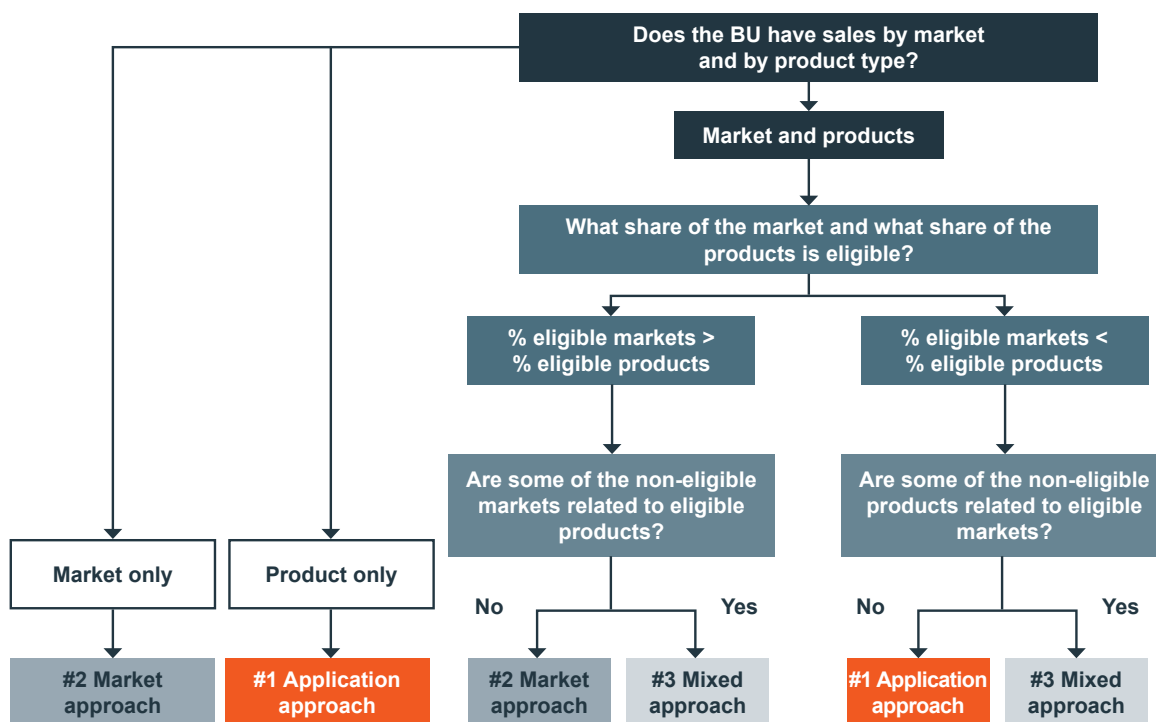 Does the BU have sales by market
and by product type?
Market and products
What share of the market and what share of the
products is eligible?
% eligible markets >
% eligible products
% eligible markets <
% eligible products
Are some of the non-eligible
markets related to eligible
products?
Are some of the non-eligible
products related to eligible
markets?
Market only
Product only
No
Yes
No
Yes
#2 Market
approach
#1 Application
approach
#2 Market
approach
#3 Mixed
approach
#1 Application
approach
#3 Mixed
approach